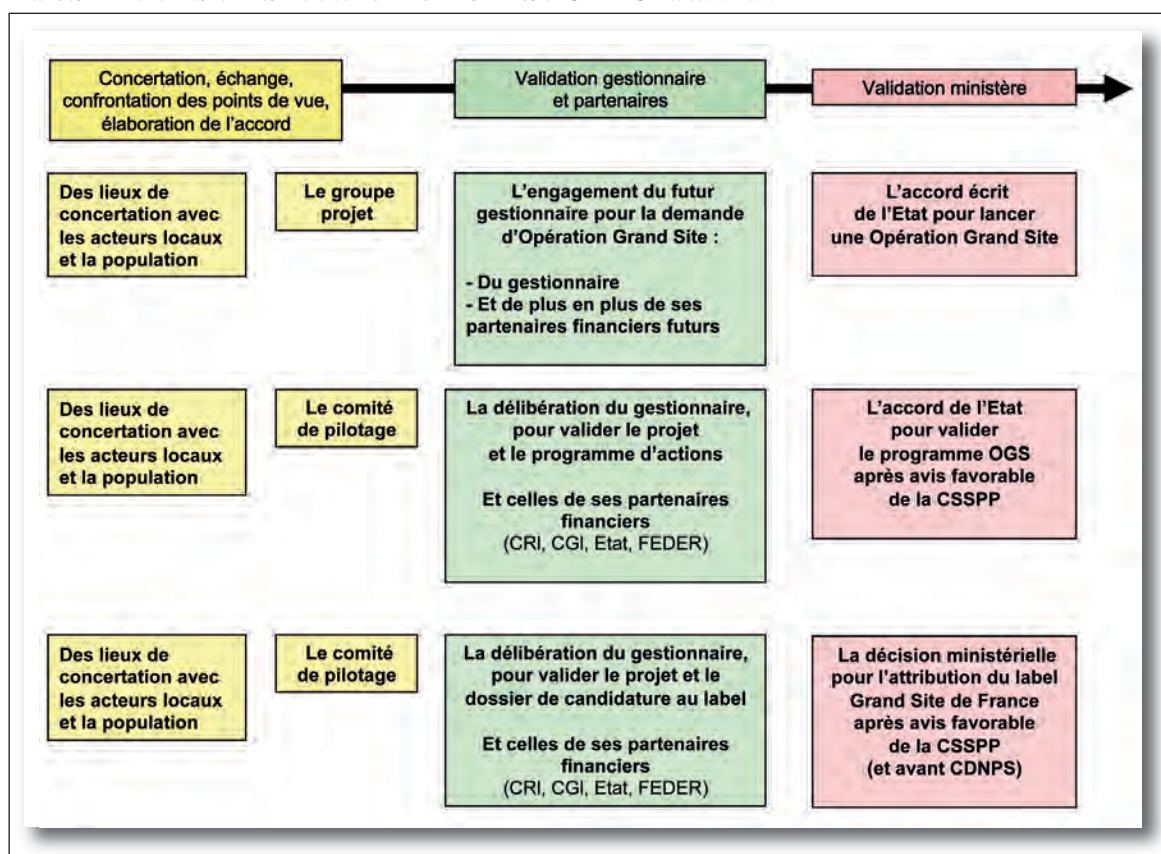 Concertation, échange,
confrontation des points de vue,
élaboration de l'accord
Validation gestionnaire
et partenaires
Validation ministère
Des lieux de
concertation avec
les acteurs locaux
et la population
Le groupe
projet
L'engagement du futur
gestionnaire pour la demande
d'Opération Grand Site :
- Du gestionnaire
- Et de plus en plus de ses
partenaires financiers futurs
L'accord écrit
de l'Etat pour lancer
une Opération Grand Site
Des lieux de
concertation avec
les acteurs locaux
et la population
Le comité
de pilotage
La délibération du gestionnaire,
pour valider le projet
et le programme d'actions
Et celles de ses partenaires
financiers
(CRI, CGI, Etat, FEDER)
L'accord de l'Etat
pour valider
le programme OGS
après avis favorable
de la CSSPP
Des lieux de
concertation avec
les acteurs locaux
et la population
Le comité
de pilotage
La délibération du gestionnaire,
pour valider le projet et le
dossier de candidature au label
Et celles de ses partenaires
financiers
(CRI, CGI, Etat, FEDER)
La décision ministérielle
pour l'attribution du label
Grand Site de France
après avis favorable
de la CSSPP
(et avant CDNPS)